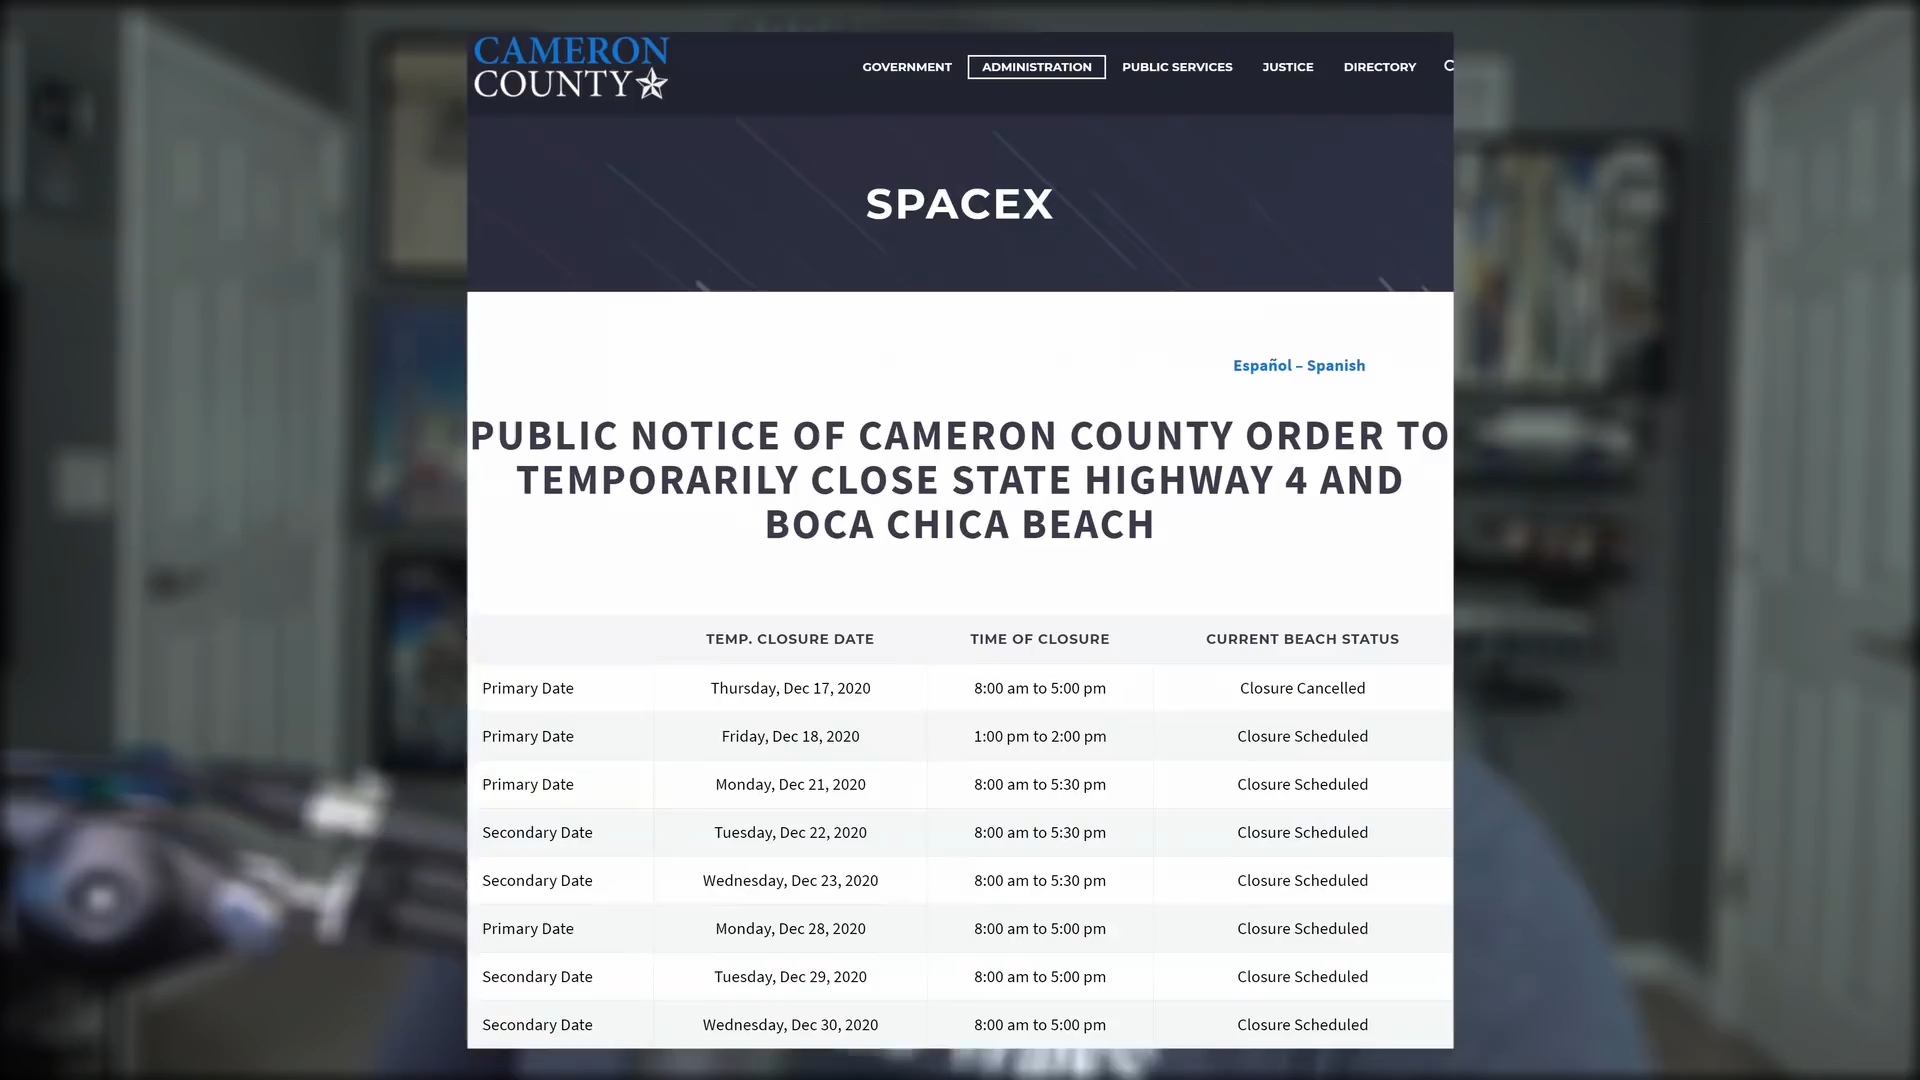 CAMERON
COUNTY
GOVERNMENT ADMINISTRATION PUBLIC SERVICES JUSTICE DIRECTORY
SPACEX
Español – Spanish
PUBLIC NOTICE OF CAMERON COUNTY ORDER TO
TEMPORARILY CLOSE STATE HIGHWAY 4 AND
BOCA CHICA BEACH
TEMP. CLOSURE DATE TIME OF CLOSURE CURRENT BEACH STATUS
Primary Date Thursday, Dec 17, 2020 8:00 am to 5:00 pm Closure Cancelled
Primary Date Friday, Dec 18, 2020 1:00 pm to 2:00 pm Closure Scheduled
Primary Date Monday, Dec 21, 2020 8:00 am to 5:30 pm Closure Scheduled
Secondary Date Tuesday, Dec 22, 2020 8:00 am to 5:30 pm Closure Scheduled
Secondary Date Wednesday, Dec 23, 2020 8:00 am to 5:30 pm Closure Scheduled
Primary Date Monday, Dec 28, 2020 8:00 am to 5:00 pm Closure Scheduled
Secondary Date Tuesday, Dec 29, 2020 8:00 am to 5:00 pm Closure Scheduled
Secondary Date Wednesday, Dec 30, 2020 8:00 am to 5:00 pm Closure Scheduled